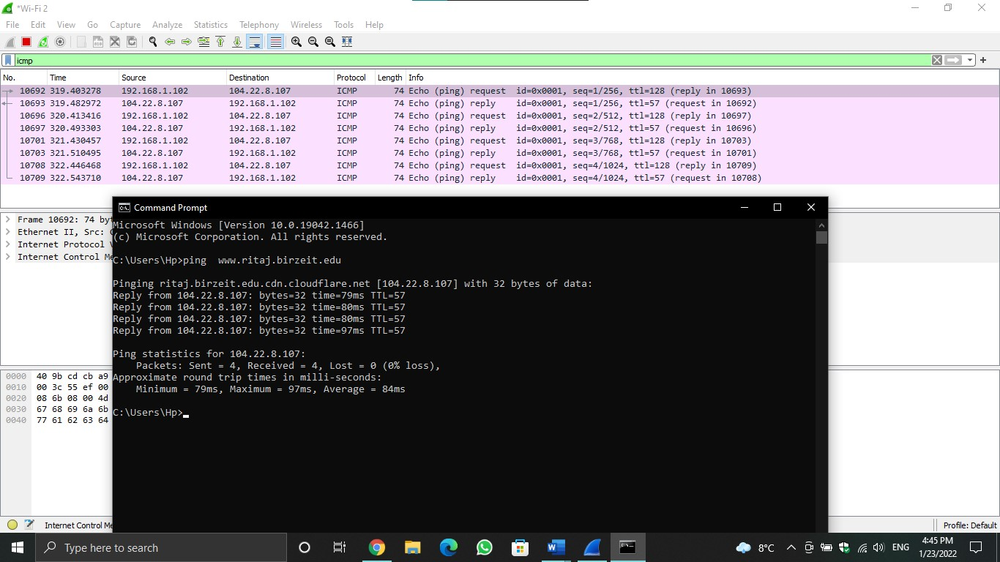 *Wi-Fi 2
File Edit View Go Capture Analyze Statistics Telephony Wireless Tools Help
icmp
No. Time Source Destination Protocol Length Info
10692 319.403278 192.168.1.102 104.22.8.107 ICMP 74 Echo (ping) request id=0x0001, seq=1/256, ttl=128 (reply in 10693)
10693 319.482972 104.22.8.107 192.168.1.102 ICMP 74 Echo (ping) reply id=0x0001, seq=1/256, ttl=57 (request in 10692)
10696 320.413416 192.168.1.102 104.22.8.107 ICMP 74 Echo (ping) request id=0x0001, seq=2/512, ttl=128 (reply in 10697)
10697 320.493303 104.22.8.107 192.168.1.102 ICMP 74 Echo (ping) reply id=0x0001, seq=2/512, ttl=57 (request in 10696)
10701 321.430457 192.168.1.102 104.22.8.107 ICMP 74 Echo (ping) request id=0x0001, seq=3/768, ttl=128 (reply in 10703)
10703 321.510495 104.22.8.107 192.168.1.102 ICMP 74 Echo (ping) reply id=0x0001, seq=3/768, ttl=57 (request in 10701)
10708 322.446468 192.168.1.102 104.22.8.107 ICMP 74 Echo (ping) request id=0x0001, seq=4/1024, ttl=128 (reply in 10709)
10709 322.543710 104.22.8.107 192.168.1.102 ICMP 74 Echo (ping) reply id=0x0001, seq=4/1024, ttl=57 (request in 10708)
Frame 10692: 74 byt
Ethernet II, Src:
Internet Protocol
Internet Control Me
0000 40 9b cd cb a9
0010 00 3c 55 ef 00
0020 08 6b 08 00 4d
0030 67 68 69 6a 6b
0040 77 61 62 63 64
Command Prompt
Microsoft Windows [Version 10.0.19042.1466]
(c) Microsoft Corporation. All rights reserved.
C:\Users\Hp>ping  www.ritaj.birzeit.edu
Pinging ritaj.birzeit.edu.cdn.cloudflare.net [104.22.8.107] with 32 bytes of data:
Reply from 104.22.8.107: bytes=32 time=79ms TTL=57
Reply from 104.22.8.107: bytes=32 time=80ms TTL=57
Reply from 104.22.8.107: bytes=32 time=80ms TTL=57
Reply from 104.22.8.107: bytes=32 time=97ms TTL=57
Ping statistics for 104.22.8.107:
Packets: Sent = 4, Received = 4, Lost = 0 (0% loss),
Approximate round trip times in milli-seconds:
Minimum = 79ms, Maximum = 97ms, Average = 84ms
C:\Users\Hp>
Internet Control Me
Profile: Default
Type here to search
8°C
ENG
4:45 PM
1/23/2022